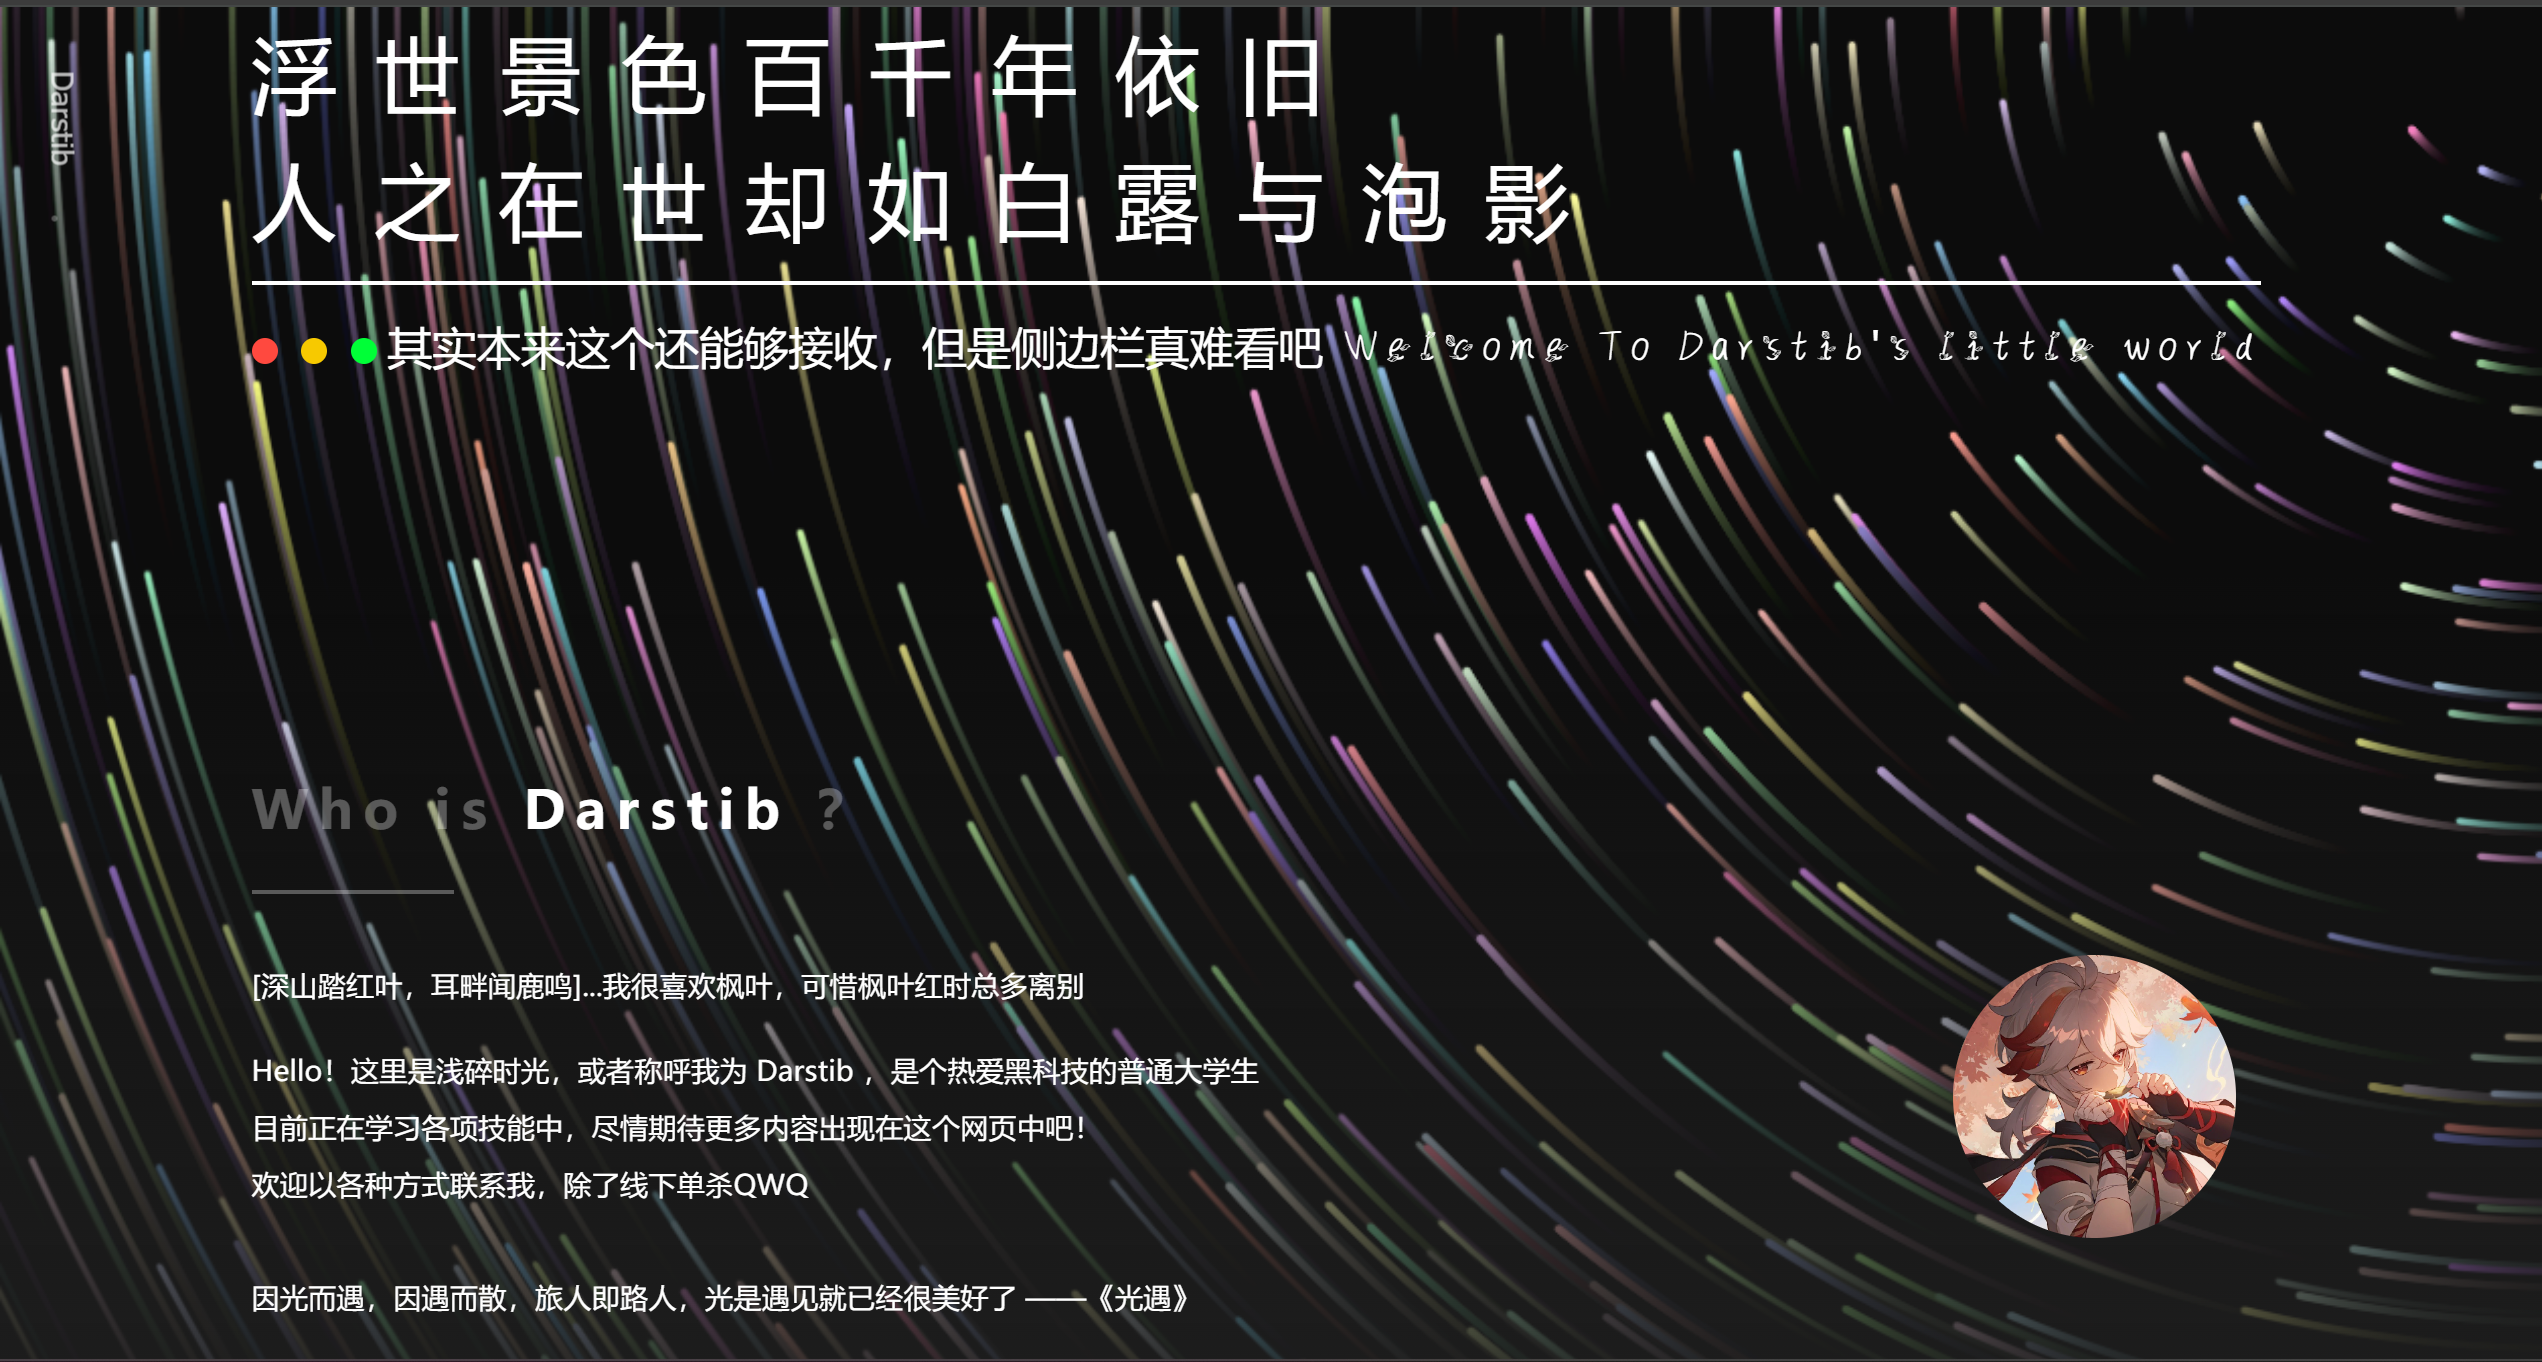 Darstib
浮世景色百千年依旧
人之在世却如白露与泡影
其实本来这个还能够接收，但是侧边栏真难看吧 Welcome To Darstib's little world
Who is Darstib ?
[深山踏红叶，耳畔闻鹿鸣]...我很喜欢枫叶，可惜枫叶红时总多离别
Hello！这里是浅碎时光，或者称呼我为 Darstib ，是个热爱黑科技的普通大学生
目前正在学习各项技能中，尽情期待更多内容出现在这个网页中吧！
欢迎以各种方式联系我，除了线下单杀QWQ
因光而遇，因遇而散，旅人即路人，光是遇见就已经很美好了 ——《光遇》